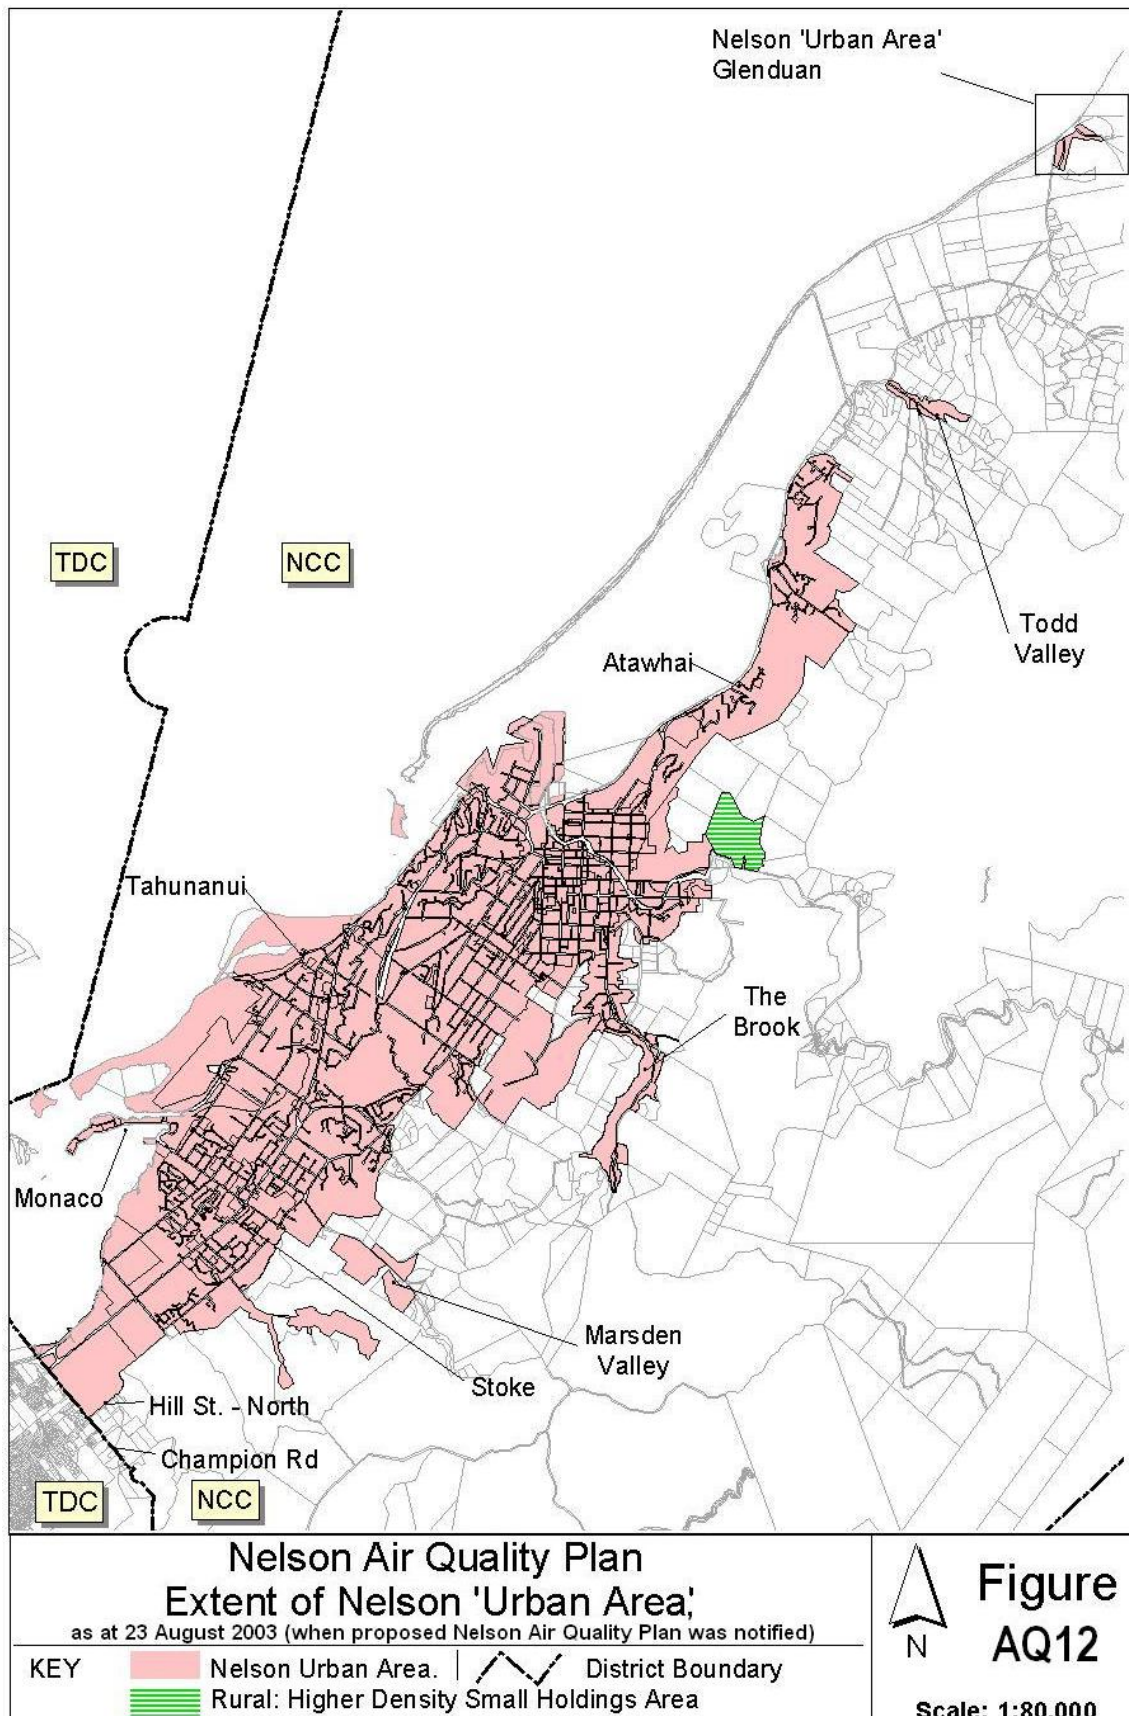 Nelson 'Urban Area'
Glenduan
TDC
NCC
Todd
Valley
Atawhai
Tahunanui
The
Brook
Monaco
Marsden
Valley
Stoke
Hill St. - North
Champion Rd
TDC
NCC
Nelson Air Quality Plan
Extent of Nelson 'Urban Area',
as at 23 August 2003 (when proposed Nelson Air Quality Plan was notified)
KEY
Nelson Urban Area.
District Boundary
Rural: Higher Density Small Holdings Area
N
Figure
AQ12
Scale: 1:80,000